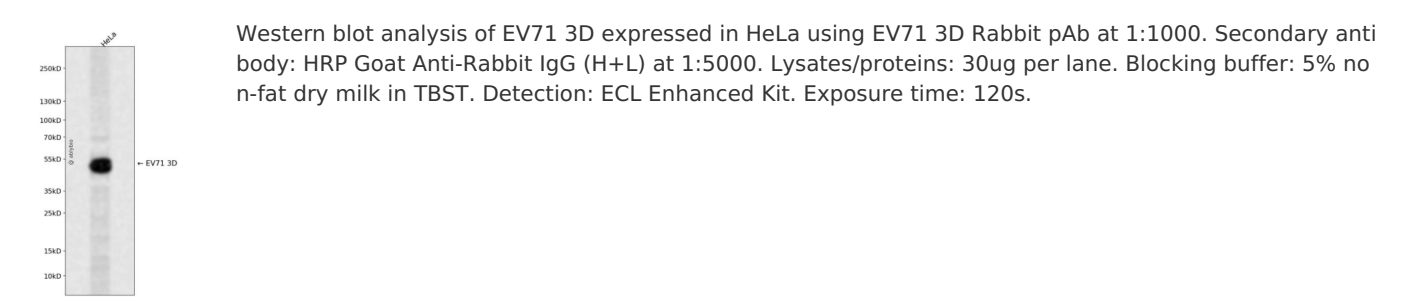 HeLa
250kD
130kD
100kD
70kD
55kD
35kD
25kD
15kD
10kD
← EV71 3D
Western blot analysis of EV71 3D expressed in HeLa using EV71 3D Rabbit pAb at 1:1000. Secondary anti
body: HRP Goat Anti-Rabbit IgG (H+L) at 1:5000. Lysates/proteins: 30ug per lane. Blocking buffer: 5% no
n-fat dry milk in TBST. Detection: ECL Enhanced Kit. Exposure time: 120s.